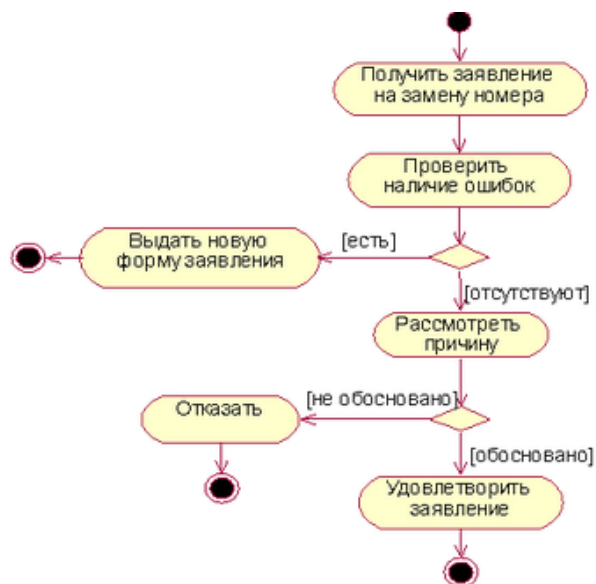 Получить заявление
на замену номера
Проверить
наличие ошибок
Выдать новую
форму заявления
[есть]
[отсутствуют]
Рассмотреть
причину
Отказать
[не обосновано]
[обосновано]
Удовлетворить
заявление